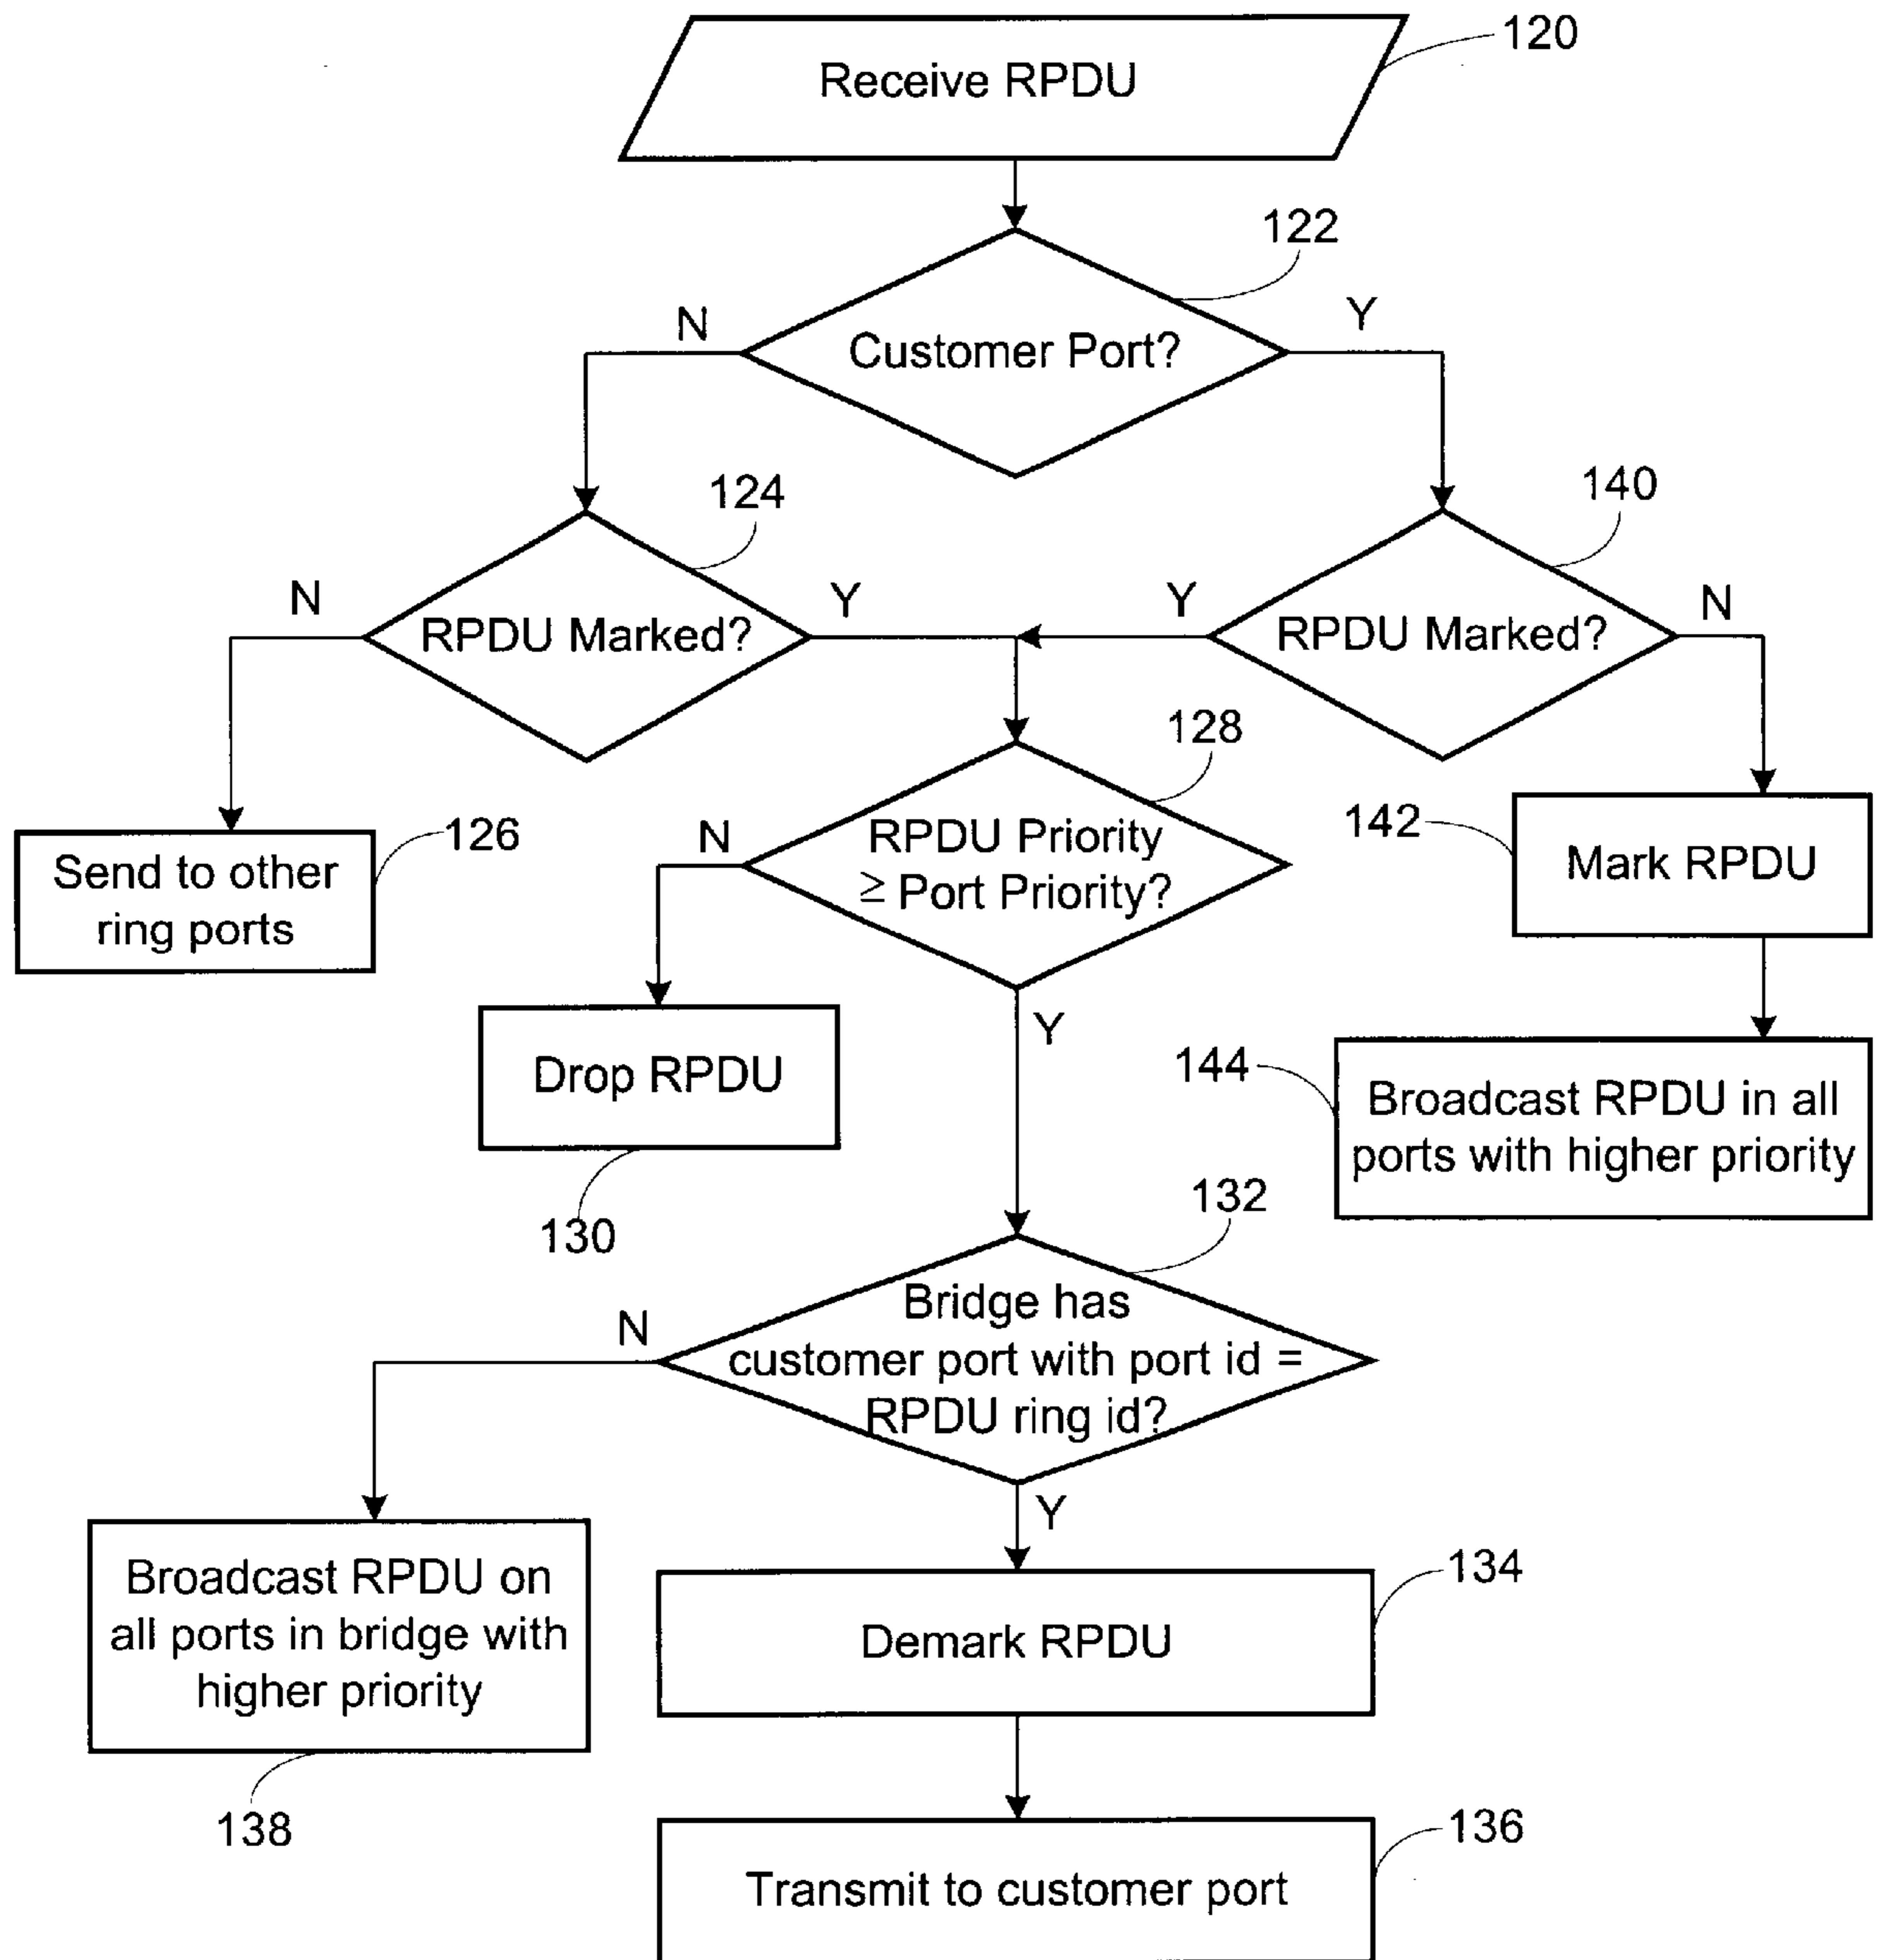 120
Receive RPDU
122
N
Y
Customer Port?
124
140
N
Y
Y
N
RPDU Marked?
RPDU Marked?
128
126
N
RPDU Priority
≥ Port Priority?
142
Mark RPDU
Send to other
ring ports
Y
Drop RPDU
144
Broadcast RPDU in all
ports with higher priority
130
132
N
Bridge has
customer port with port id =
RPDU ring id?
Y
134
Broadcast RPDU on
all ports in bridge with
higher priority
Demark RPDU
138
136
Transmit to customer port